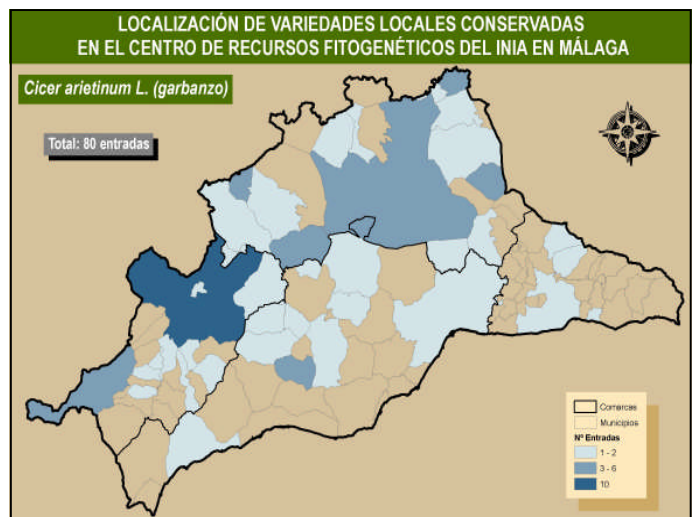 LOCALIZACIÓN DE VARIEDADES LOCALES CONSERVADAS
EN EL CENTRO DE RECURSOS FITOGENÉTICOS DEL INIA EN MÁLAGA
Cicer arietinum L. (garbanzo)
Total: 80 entradas
Comarcas
Municipios
Nº Entradas
1 - 2
3 - 6
10